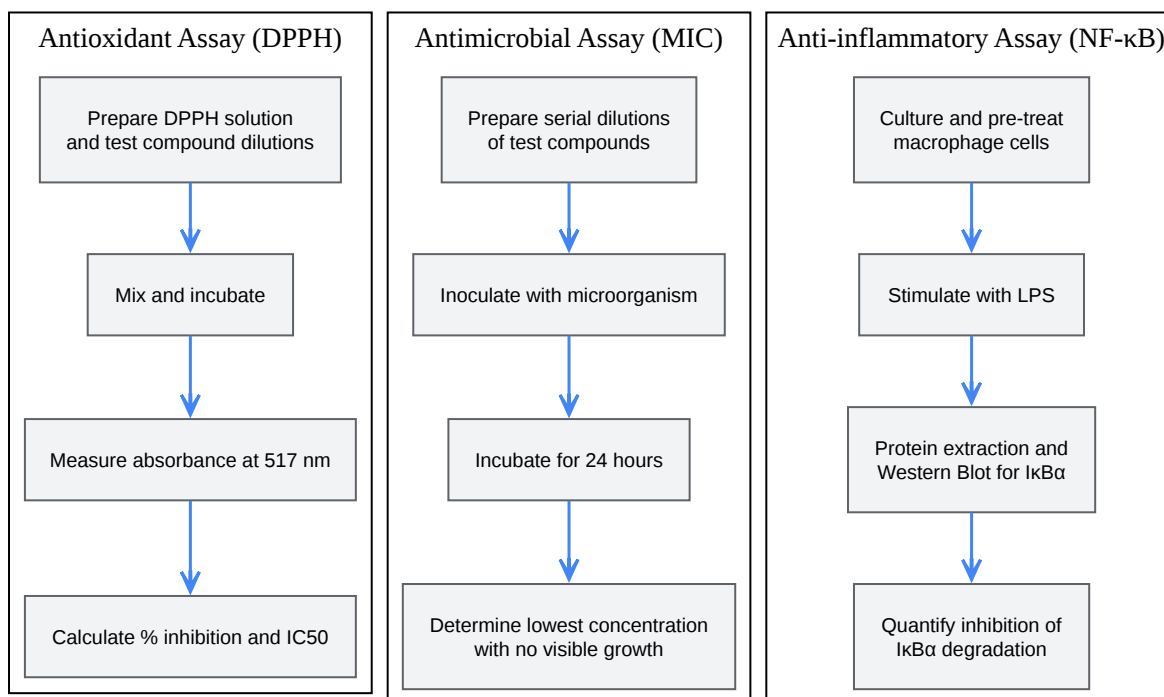 Antioxidant Assay (DPPH)
Prepare DPPH solution
and test compound dilutions
Mix and incubate
Measure absorbance at 517 nm
Calculate % inhibition and IC50
Antimicrobial Assay (MIC)
Prepare serial dilutions
of test compounds
Inoculate with microorganism
Incubate for 24 hours
Determine lowest concentration
with no visible growth
Anti-inflammatory Assay (NF-κB)
Culture and pre-treat
macrophage cells
Stimulate with LPS
Protein extraction and
Western Blot for IκBα
Quantify inhibition of
IκBα degradation